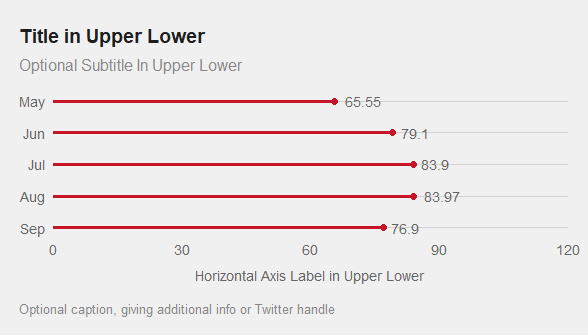 Title in Upper Lower
Optional Subtitle In Upper Lower
May 65.55
Jun 79.1
Jul 83.9
Aug 83.97
Sep 76.9
0 30 60 90 120
Horizontal Axis Label in Upper Lower
Optional caption, giving additional info or Twitter handle